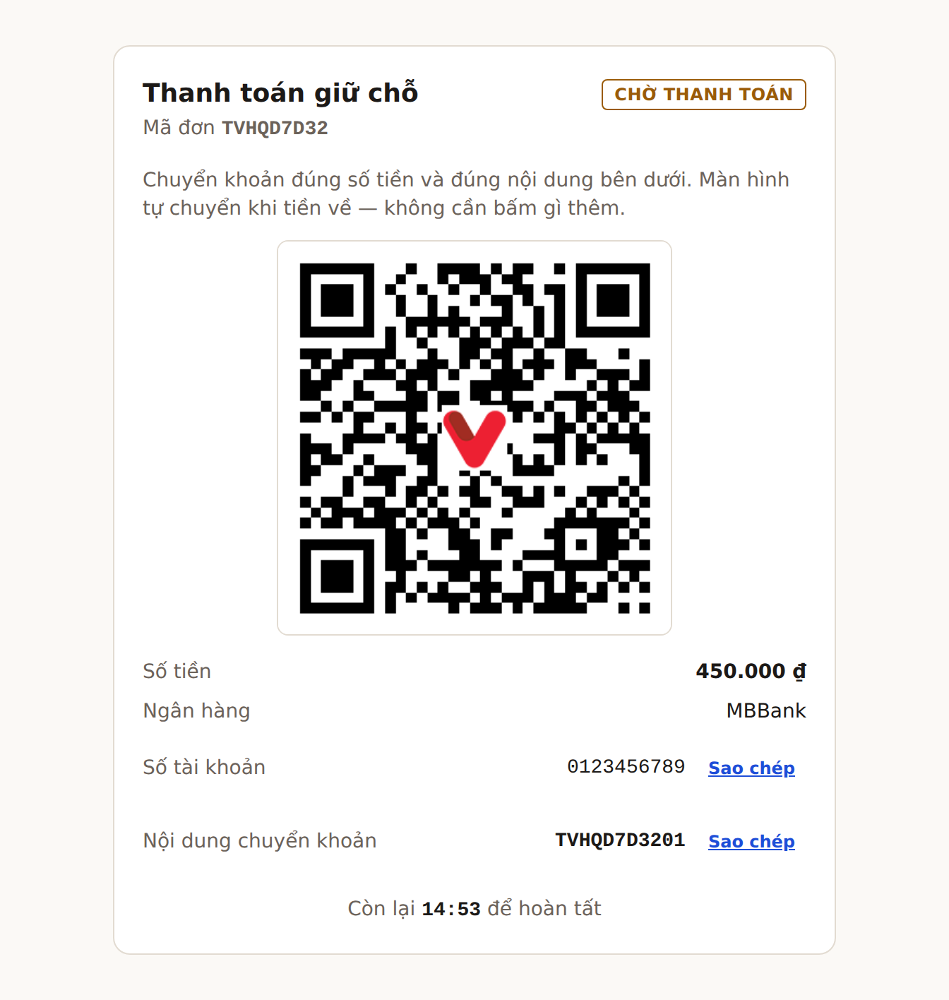 Thanh toán giữ chỗ
CHỜ THANH TOÁN
Mã đơn TVHQD7D32
Chuyển khoản đúng số tiền và đúng nội dung bên dưới. Màn hình
tự chuyển khi tiền về — không cần bấm gì thêm.
Số tiền 450.000 ₫
Ngân hàng MBBank
Số tài khoản 0123456789 Sao chép
Nội dung chuyển khoản TVHQD7D3201 Sao chép
Còn lại 14:53 để hoàn tất